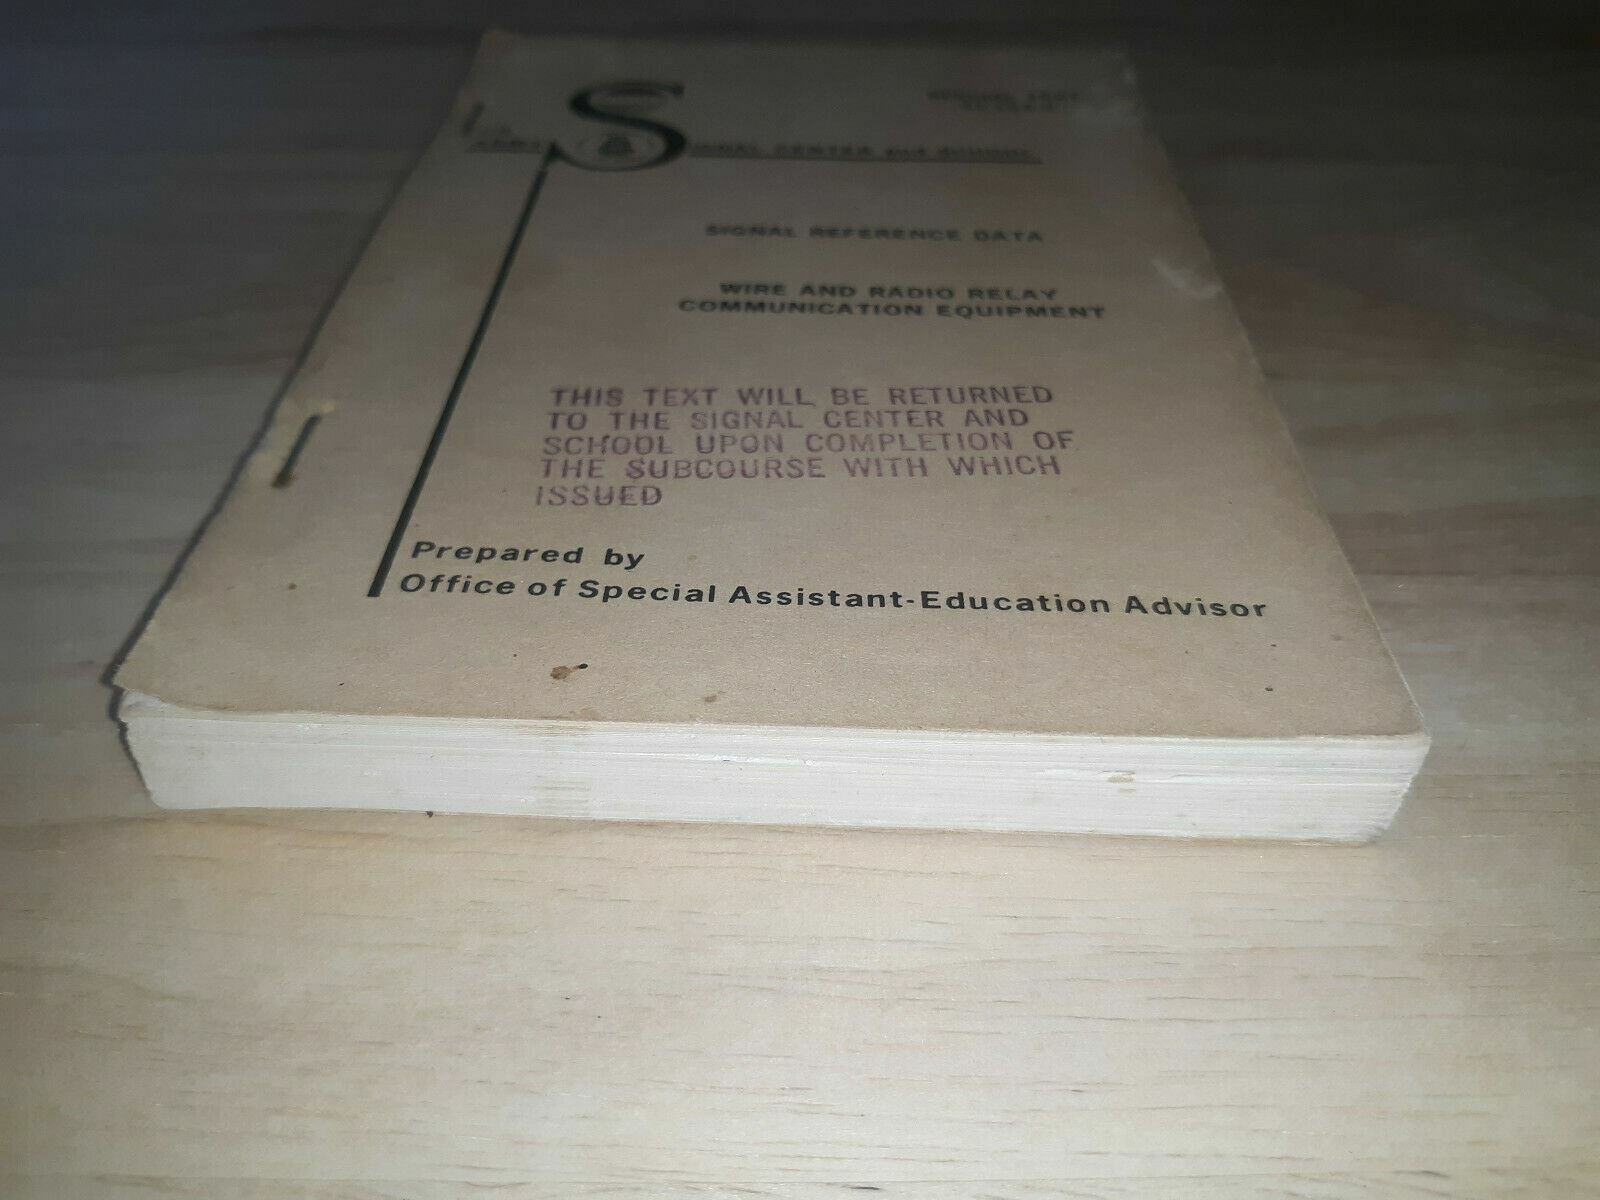 SIGNAL CENTER and SCHOOL
SIGNAL REFERENCE DATA
WIRE AND RADIO RELAY
COMMUNICATION EQUIPMENT
THIS TEXT WILL BE RETURNED
TO THE SIGNAL CENTER AND
SCHOOL UPON COMPLETION OF
THE SUBCOURSE WITH WHICH
ISSUED
Prepared by
Office of Special Assistant-Education Advisor